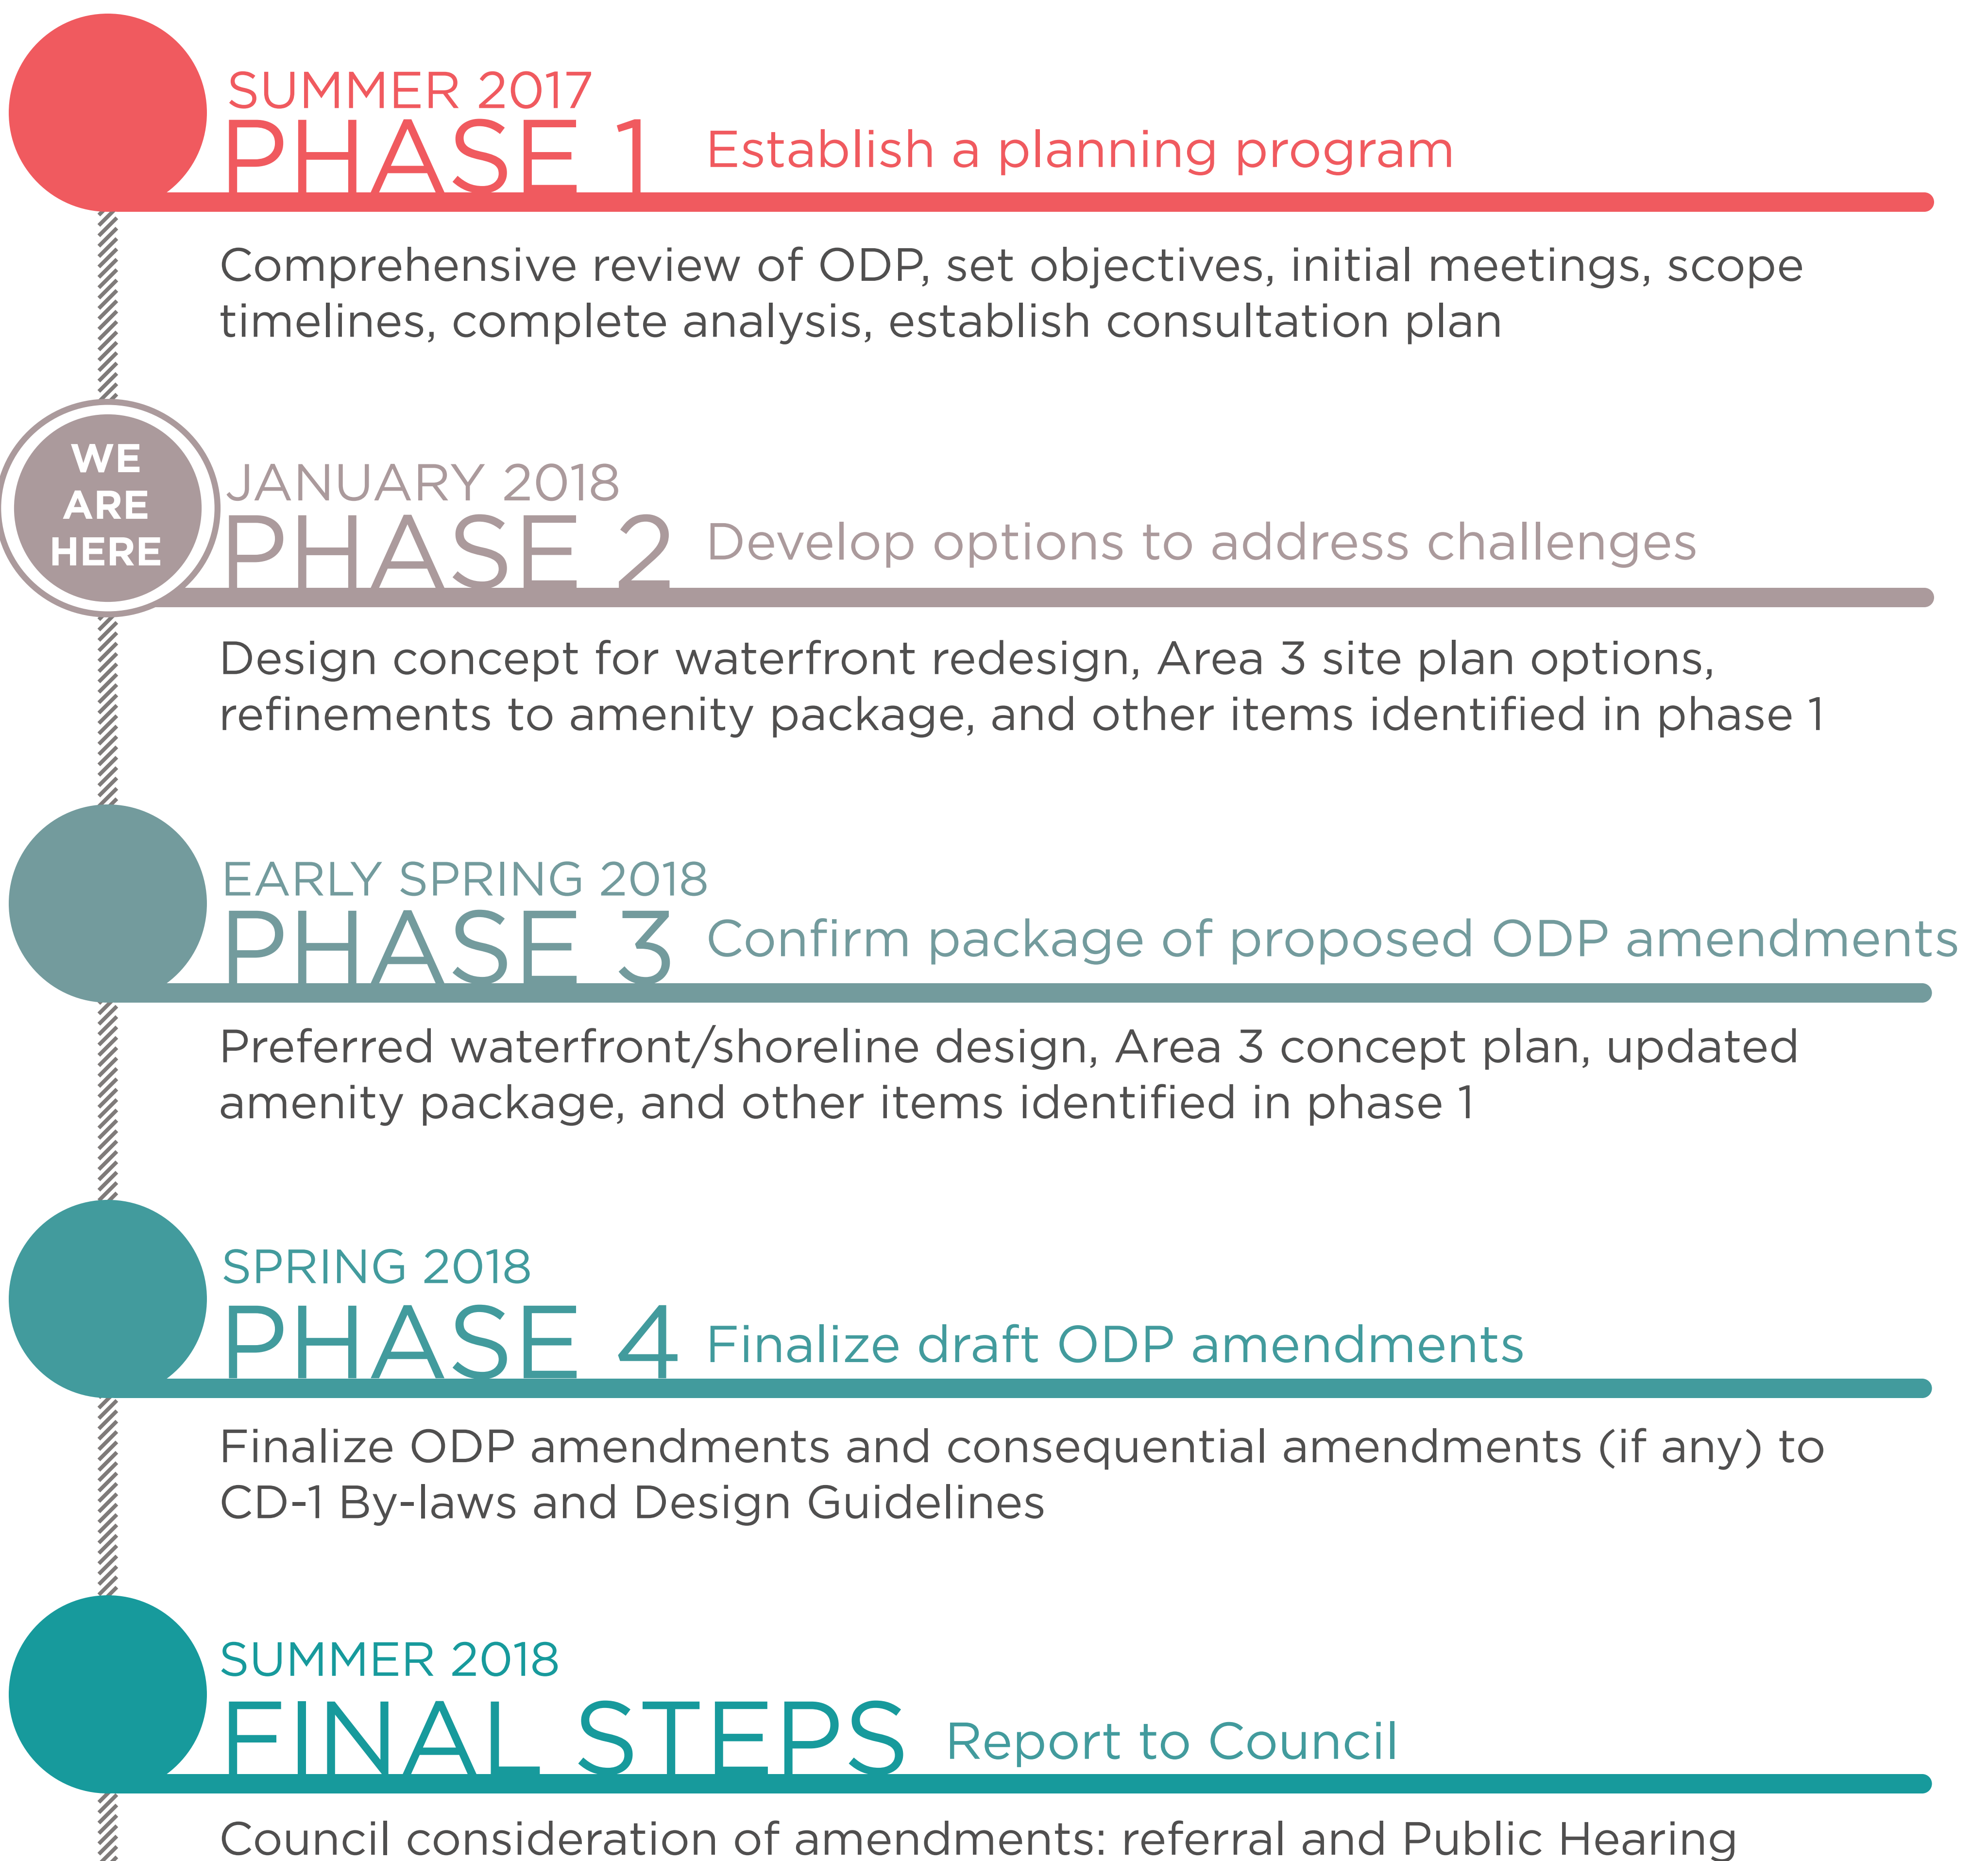 SUMMER 2017
PHASE 1 Establish a planning program
Comprehensive review of ODP, set objectives, initial meetings, scope
timelines, complete analysis, establish consultation plan
WE
ARE
HERE
JANUARY 2018
PHASE 2 Develop options to address challenges
Design concept for waterfront redesign, Area 3 site plan options,
refinements to amenity package, and other items identified in phase 1
EARLY SPRING 2018
PHASE 3 Confirm package of proposed ODP amendments
Preferred waterfront/shoreline design, Area 3 concept plan, updated
amenity package, and other items identified in phase 1
SPRING 2018
PHASE 4 Finalize draft ODP amendments
Finalize ODP amendments and consequential amendments (if any) to
CD-1 By-laws and Design Guidelines
SUMMER 2018
FINAL STEPS Report to Council
Council consideration of amendments: referral and Public Hearing